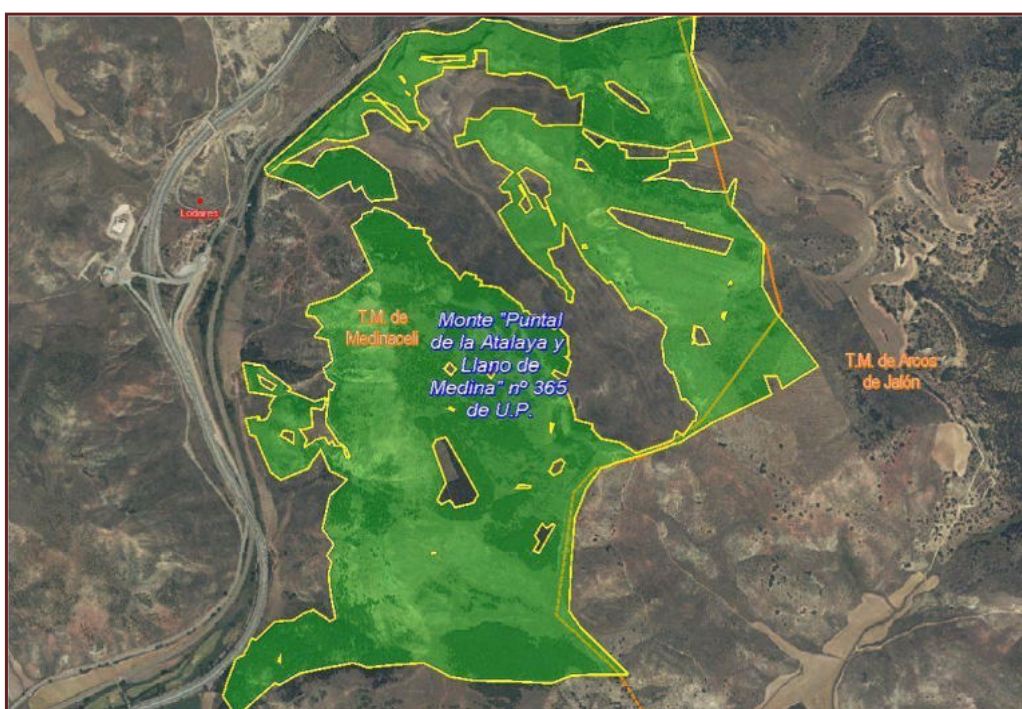 Lodares
T.M. de
Medinaceli
Monte "Puntal
de la Atalaya y
Llano de
Medina" nº 365
de U.P.
T.M. de Arcos
de Jalón